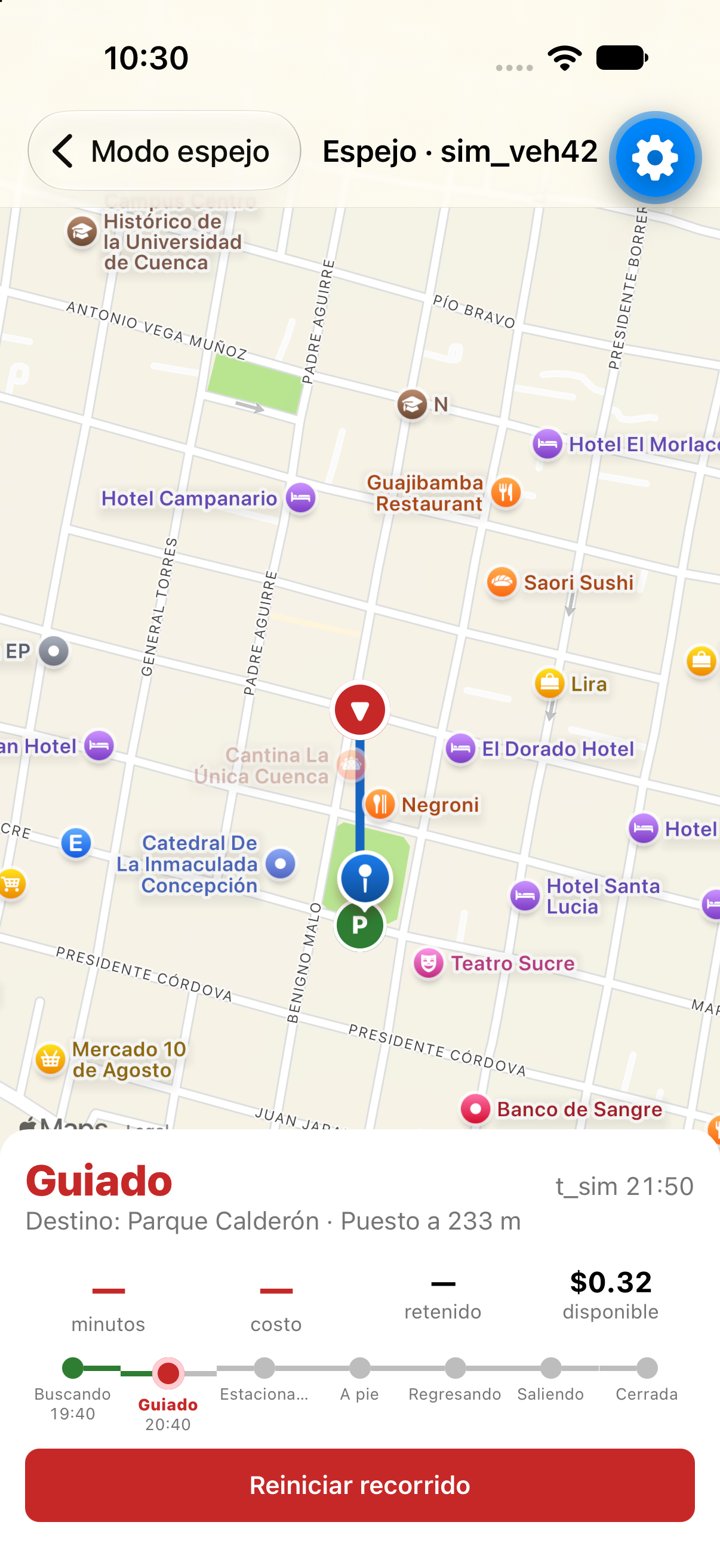 10:30
Modo espejo
Espejo · sim_veh42
Campus Centro
Histórico de
la Universidad
de Cuenca
PRESIDENTE BORRER
ANTONIO VEGA MUÑOZ
PADRE AGUIRRE
PÍO BRAVO
N
Hotel El Morlaco
Hotel Campanario
Guajibamba
Restaurant
Saori Sushi
GENERAL TORRES
PADRE AGUIRRE
EP
Lira
an Hotel
El Dorado Hotel
Cantina La
Única Cuenca
Negroni
CRE
E
Catedral De
La Inmaculada
Concepción
Hotel
Hotel Santa
Lucia
P
BENIGNO MALO
Teatro Sucre
PRESIDENTE CÓRDOVA
MAR
PRESIDENTE CÓRDOVA
Mercado 10
de Agosto
Banco de Sangre
JUAN JARA
Maps Legal
Guiado
t_sim 21:50
Destino: Parque Calderón · Puesto a 233 m
— — — $0.32
minutos costo retenido disponible
Buscando Guiado Estaciona... A pie Regresando Saliendo Cerrada
19:40 20:40
Reiniciar recorrido